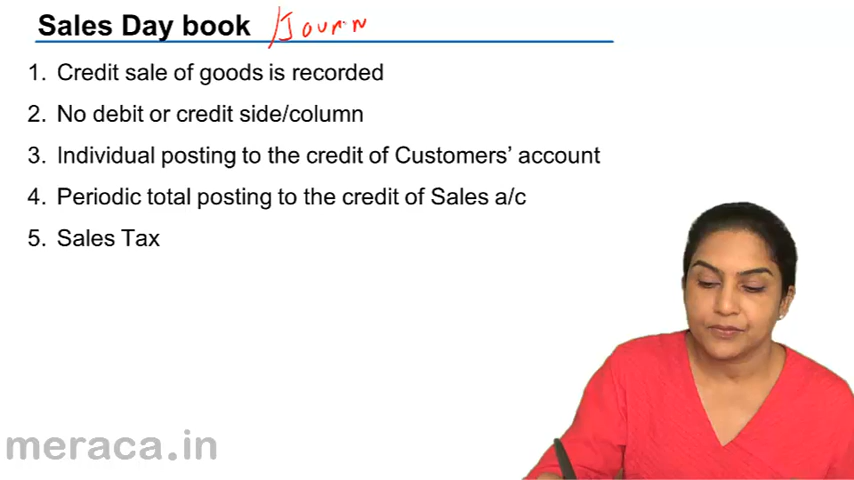 Sales Day book /Journ
1. Credit sale of goods is recorded
2. No debit or credit side/column
3. Individual posting to the credit of Customers’ account
4. Periodic total posting to the credit of Sales a/c
5. Sales Tax
meraca.in